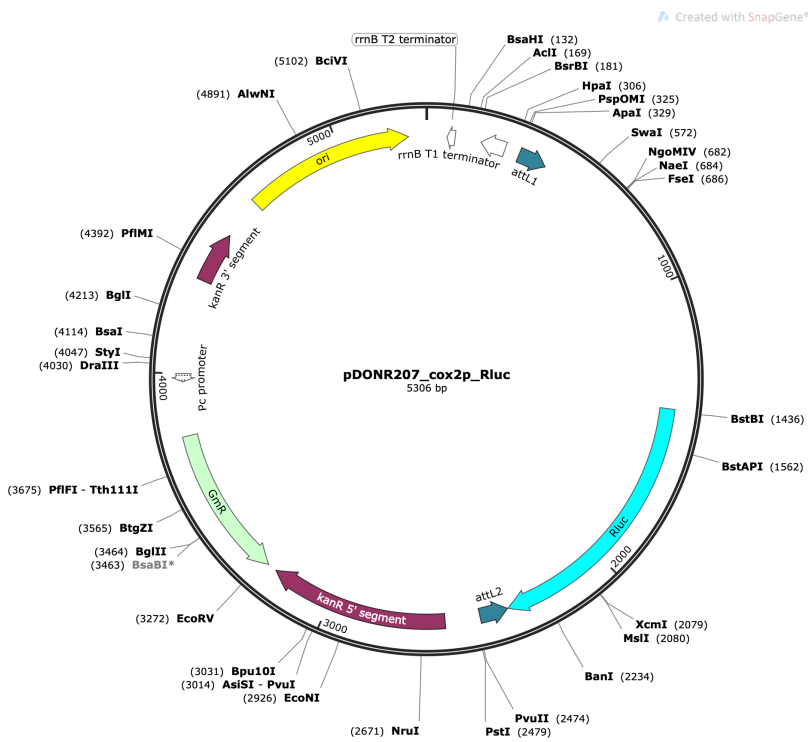 Created with SnapGene®
rrnB T2 terminator
BsaHI (132)
AclI (169)
BsrBI (181)
HpaI (306)
PspOMI (325)
ApaI (329)
SwaI (572)
NgoMIV (682)
NaeI (684)
FseI (686)
(5102) BciVI
(4891) AlwNI
5000
ori
rrnB T1 terminator
attL1
1000
(4392) PflMI
kanR 3' segment
(4213) BglI
(4114) BsaI
(4047) StyI
(4030) DraIII
4000
Pc promoter
pDONR207_cox2p_Rluc
5306 bp
BstBI (1436)
BstAPI (1562)
(3675) PflFI - Tth111I
GmR
(3565) BtgZI
(3464) BglII
(3463) BsaBI*
Rluc
2000
(3272) EcoRV
kanR 5' segment
attL2
3000
XcmI (2079)
MslI (2080)
BanI (2234)
(3031) Bpu10I
(3014) AsiSI - PvuI
(2926) EcoNI
(2671) NruI
PvuII (2474)
PstI (2479)